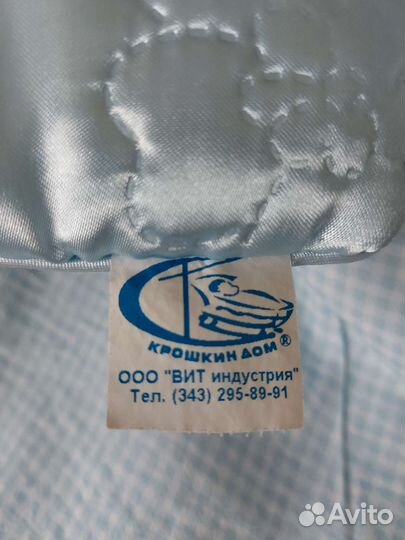 КРОШКИН ДОМ ®
ООО "ВИТ индустрия"
Тел. (343) 295-89-91
Avito